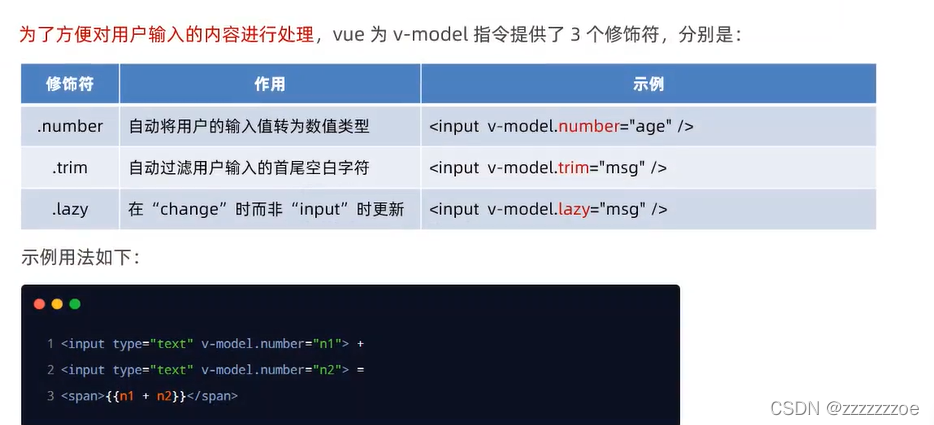 为了方便对用户输入的内容进行处理，vue 为 v-model 指令提供了 3 个修饰符，分别是：
修饰符 作用 示例
.number 自动将用户的输入值转为数值类型 <input v-model.number="age" />
.trim 自动过滤用户输入的首尾空白字符 <input v-model.trim="msg" />
.lazy 在“change”时而非“input”时更新 <input v-model.lazy="msg" />
示例用法如下：
1 <input type="text" v-model.number="n1"> +
2 <input type="text" v-model.number="n2"> =
3 <span>{{n1 + n2}}</span>
CSDN @zzzzzzzoe